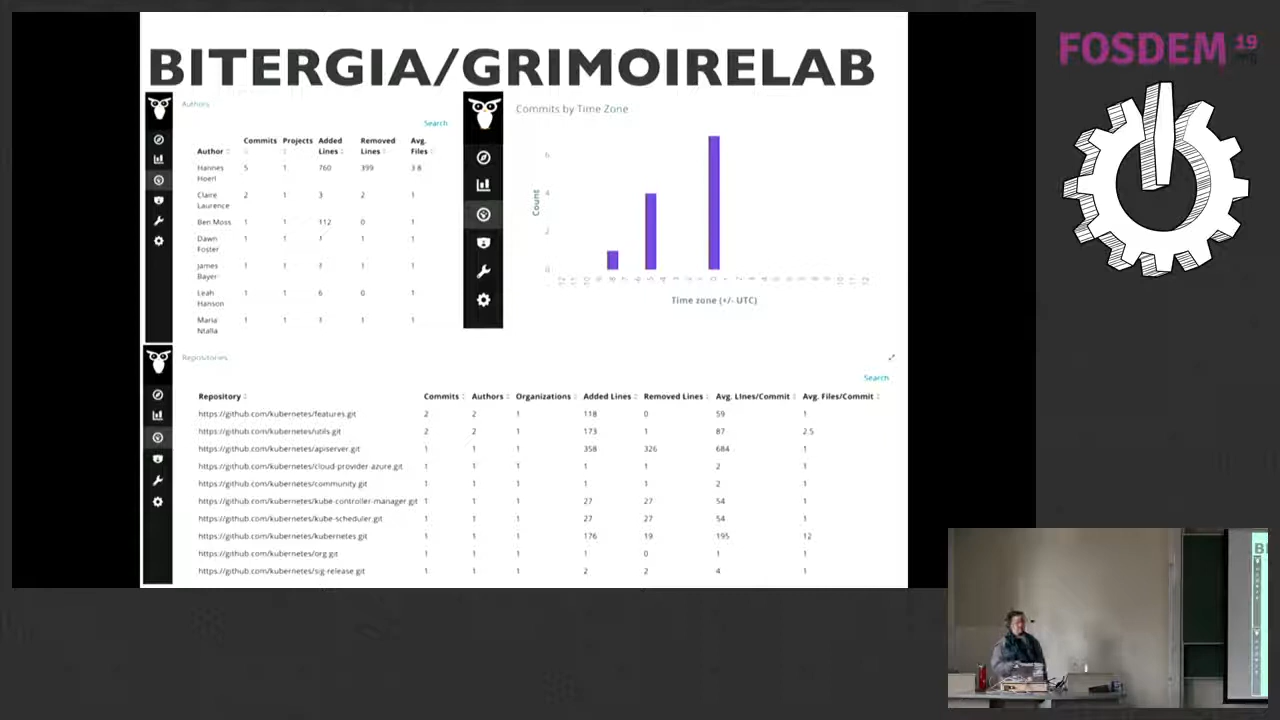 BITERGIA/GRIMOIRELAB
FOSDEM 19
Authors
Search
Author Commits Projects Added Lines Removed Lines Avg. Files
Hannes Hoerl 5 1 760 399 3.8
Claire Laurence 2 1 3 2 1
Ben Moss 1 1 112 0 1
Dawn Foster 1 1 1 1 1
James Bayer 1 1 1 1 1
Leah Hanson 1 1 6 0 1
Maria Ntalla 1 1 1 1 1
Commits by Time Zone
Count
6
4
2
0
Time zone (+/- UTC)
Repositories
Search
Repository Commits Authors Organizations Added Lines Removed Lines Avg. Lines/Commit Avg. Files/Commit
https://github.com/kubernetes/features.git 2 2 1 118 0 59 1
https://github.com/kubernetes/utils.git 2 2 1 173 1 87 2.5
https://github.com/kubernetes/apiserver.git 1 1 1 358 326 684 1
https://github.com/kubernetes/cloud-provider-azure.git 1 1 1 1 1 2 1
https://github.com/kubernetes/community.git 1 1 1 1 1 2 1
https://github.com/kubernetes/kube-controller-manager.git 1 1 1 27 27 54 1
https://github.com/kubernetes/kube-scheduler.git 1 1 1 27 27 54 1
https://github.com/kubernetes/kubernetes.git 1 1 1 176 19 195 12
https://github.com/kubernetes/org.git 1 1 1 1 0 1 1
https://github.com/kubernetes/sig-release.git 1 1 1 2 2 4 1